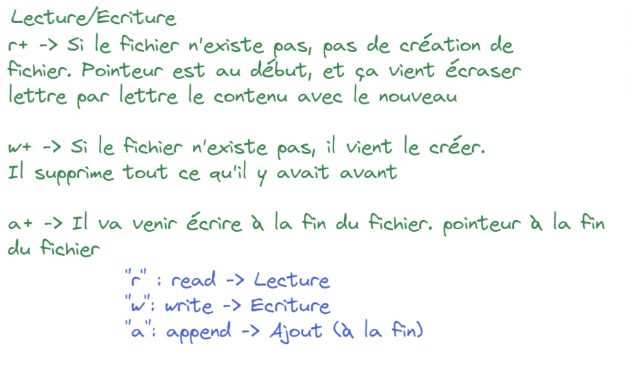 Lecture/Ecriture
r+ -> Si le fichier n'existe pas, pas de création de
fichier. Pointeur est au début, et ça vient écraser
lettre par lettre le contenu avec le nouveau
w+ -> Si le fichier n'existe pas, il vient le créer.
Il supprime tout ce qu'il y avait avant
a+ -> Il va venir écrire à la fin du fichier. pointeur à la fin
du fichier
"r" : read -> Lecture
"w": write -> Ecriture
"a": append -> Ajout (à la fin)